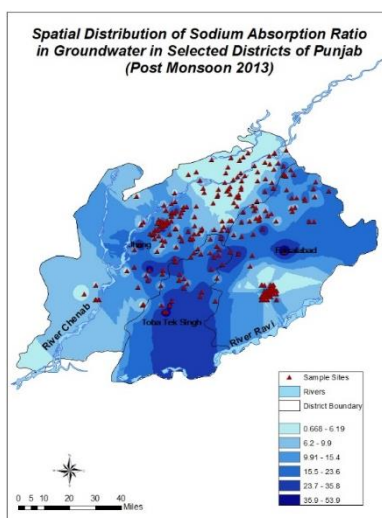 Spatial Distribution of Sodium Absorption Ratio
in Groundwater in Selected Districts of Punjab
(Post Monsoon 2013)
Jhang
Faisalabad
Toba Tek Singh
River Chenab
River Ravi
Sample Sites
Rivers
District Boundary
0.668 - 6.19
6.2 - 9.9
9.91 - 15.4
15.5 - 23.6
23.7 - 35.8
35.9 - 53.9
N
0 5 10 20 30 40
Miles